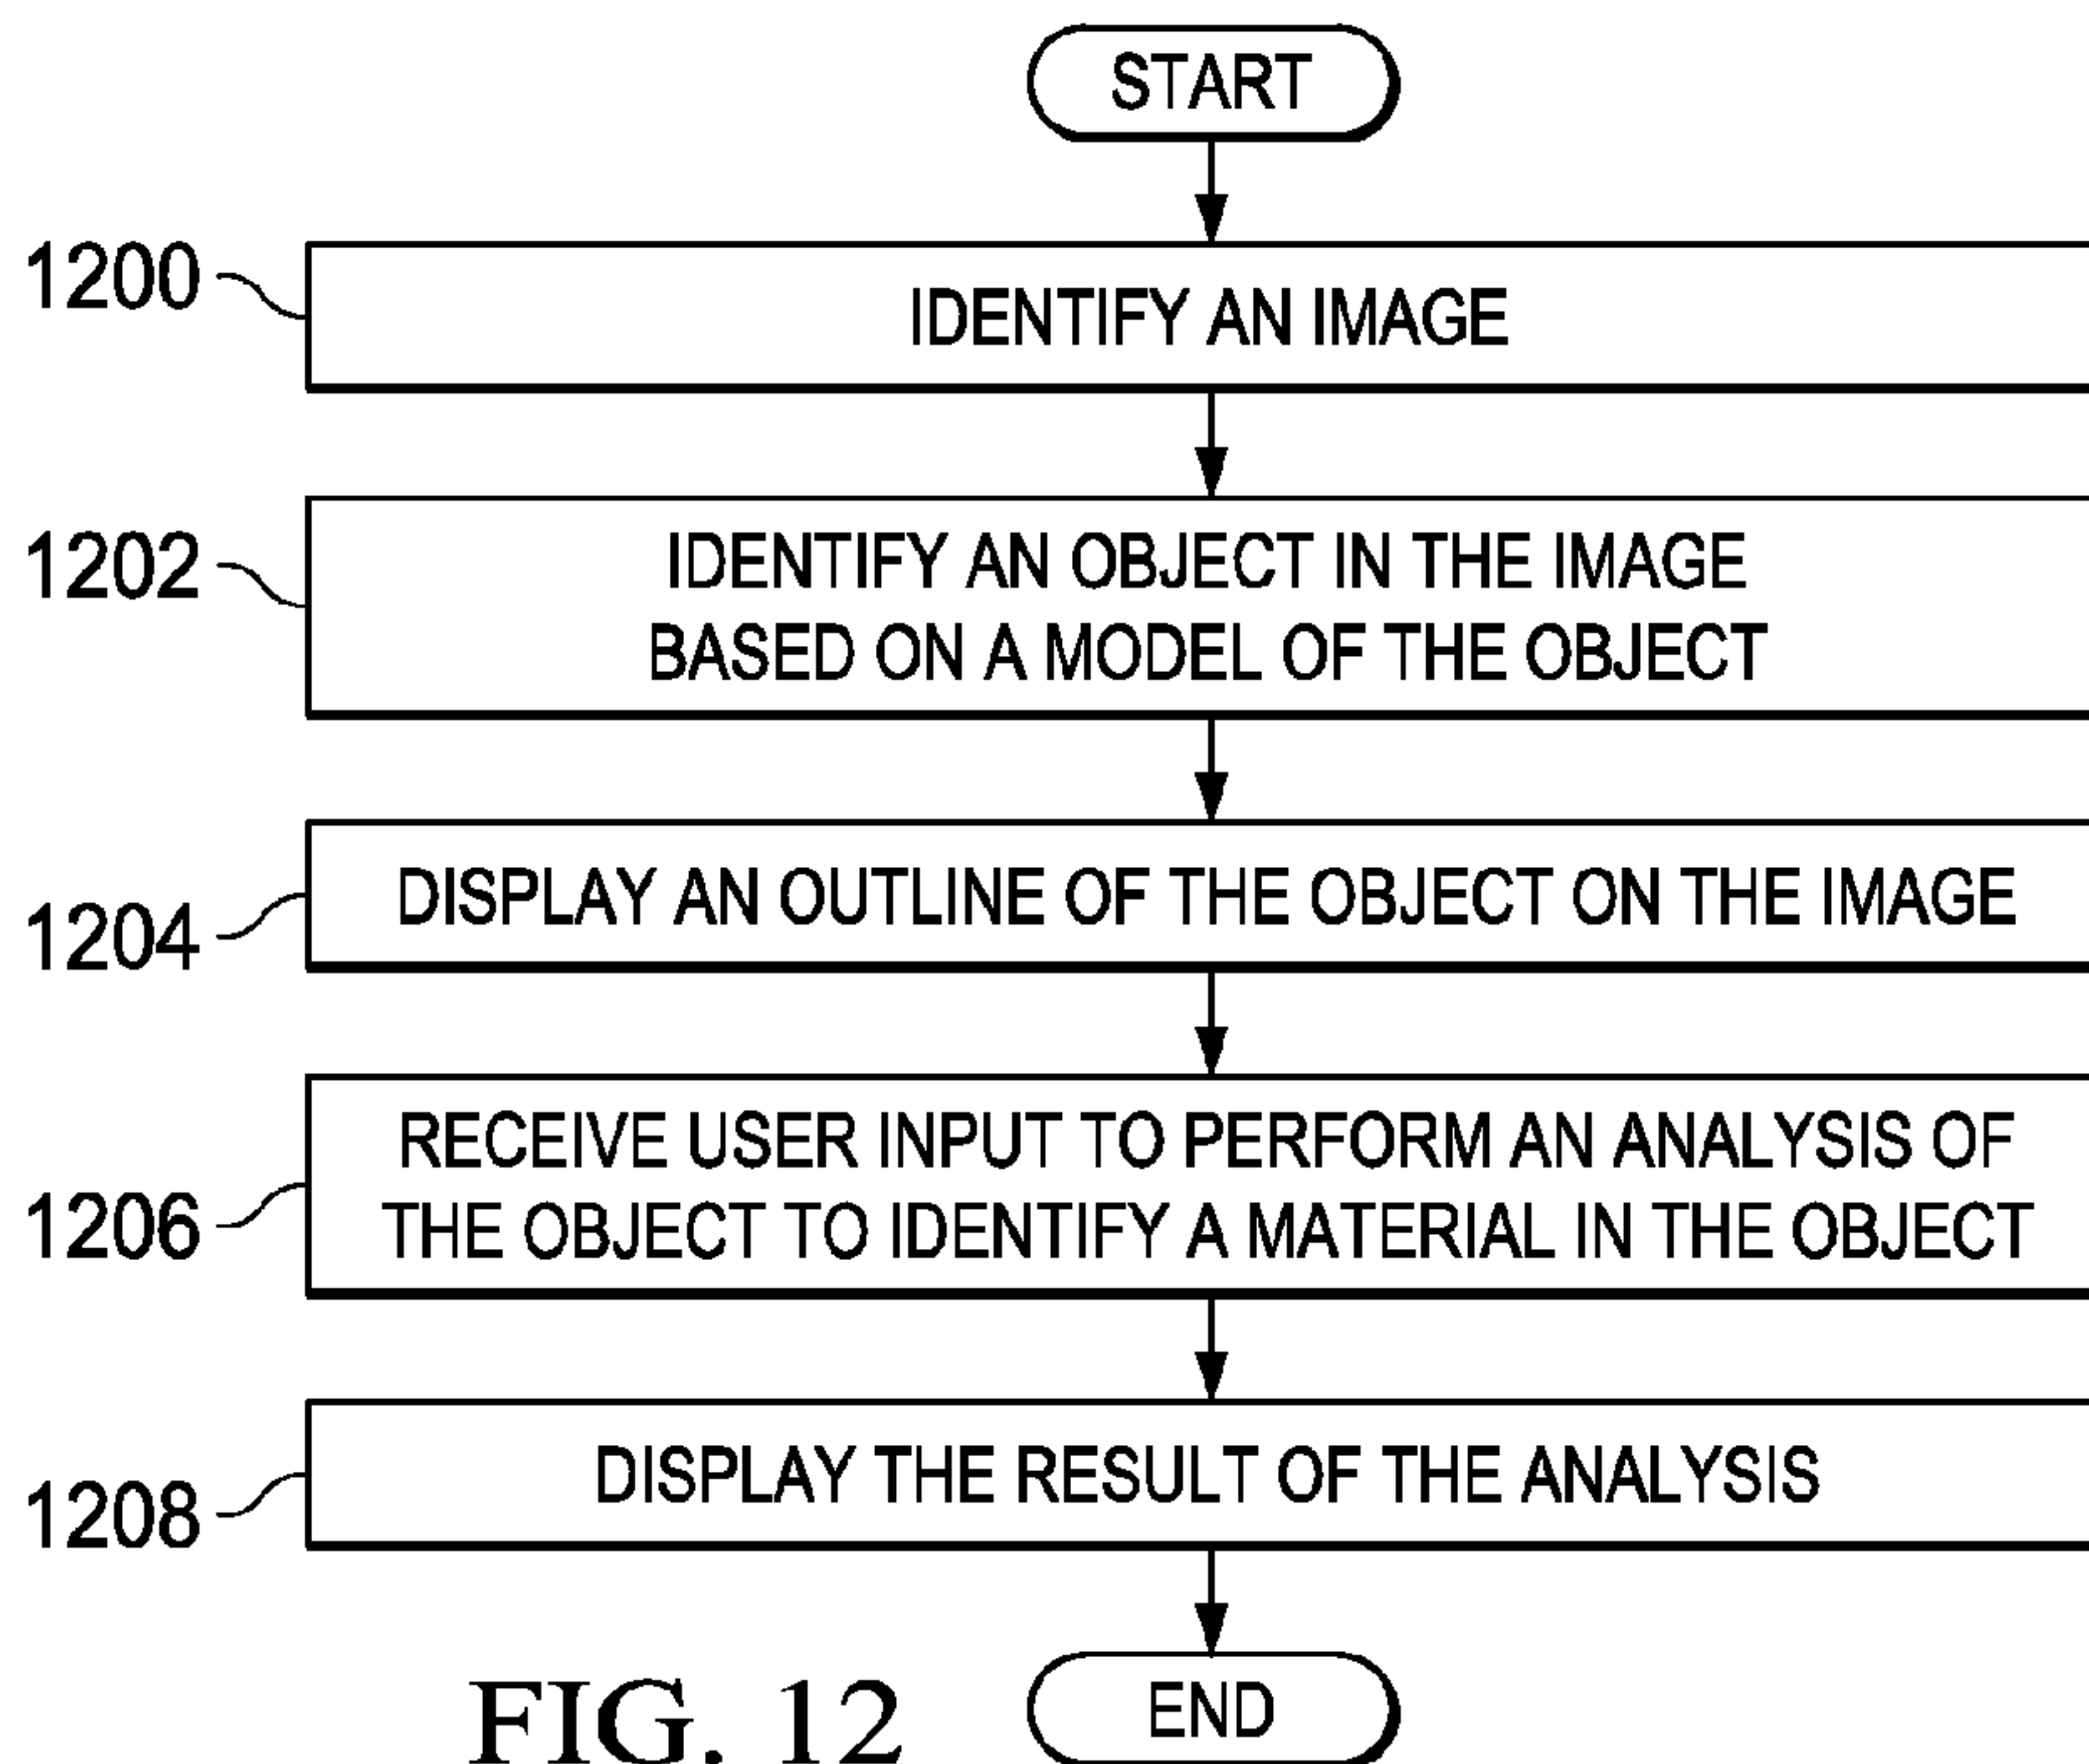 START
1200
IDENTIFY AN IMAGE
1202
IDENTIFY AN OBJECT IN THE IMAGE
BASED ON A MODEL OF THE OBJECT
1204
DISPLAY AN OUTLINE OF THE OBJECT ON THE IMAGE
1206
RECEIVE USER INPUT TO PERFORM AN ANALYSIS OF
THE OBJECT TO IDENTIFY A MATERIAL IN THE OBJECT
1208
DISPLAY THE RESULT OF THE ANALYSIS
END
FIG. 12